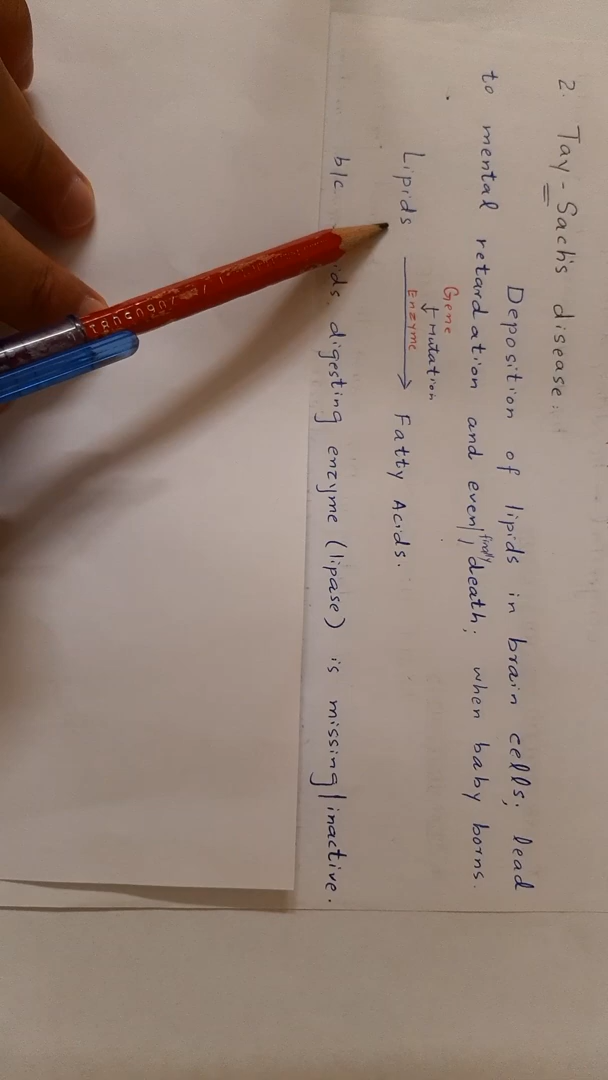 2. Tay-Sach's disease:
Deposition of lipids in brain cells; lead
to mental retardation and even finally death; when baby borns.
Gene
Mutation
Lipids Enzyme Fatty Acids.
b/c ids digesting enzyme (lipase) is missing/inactive.